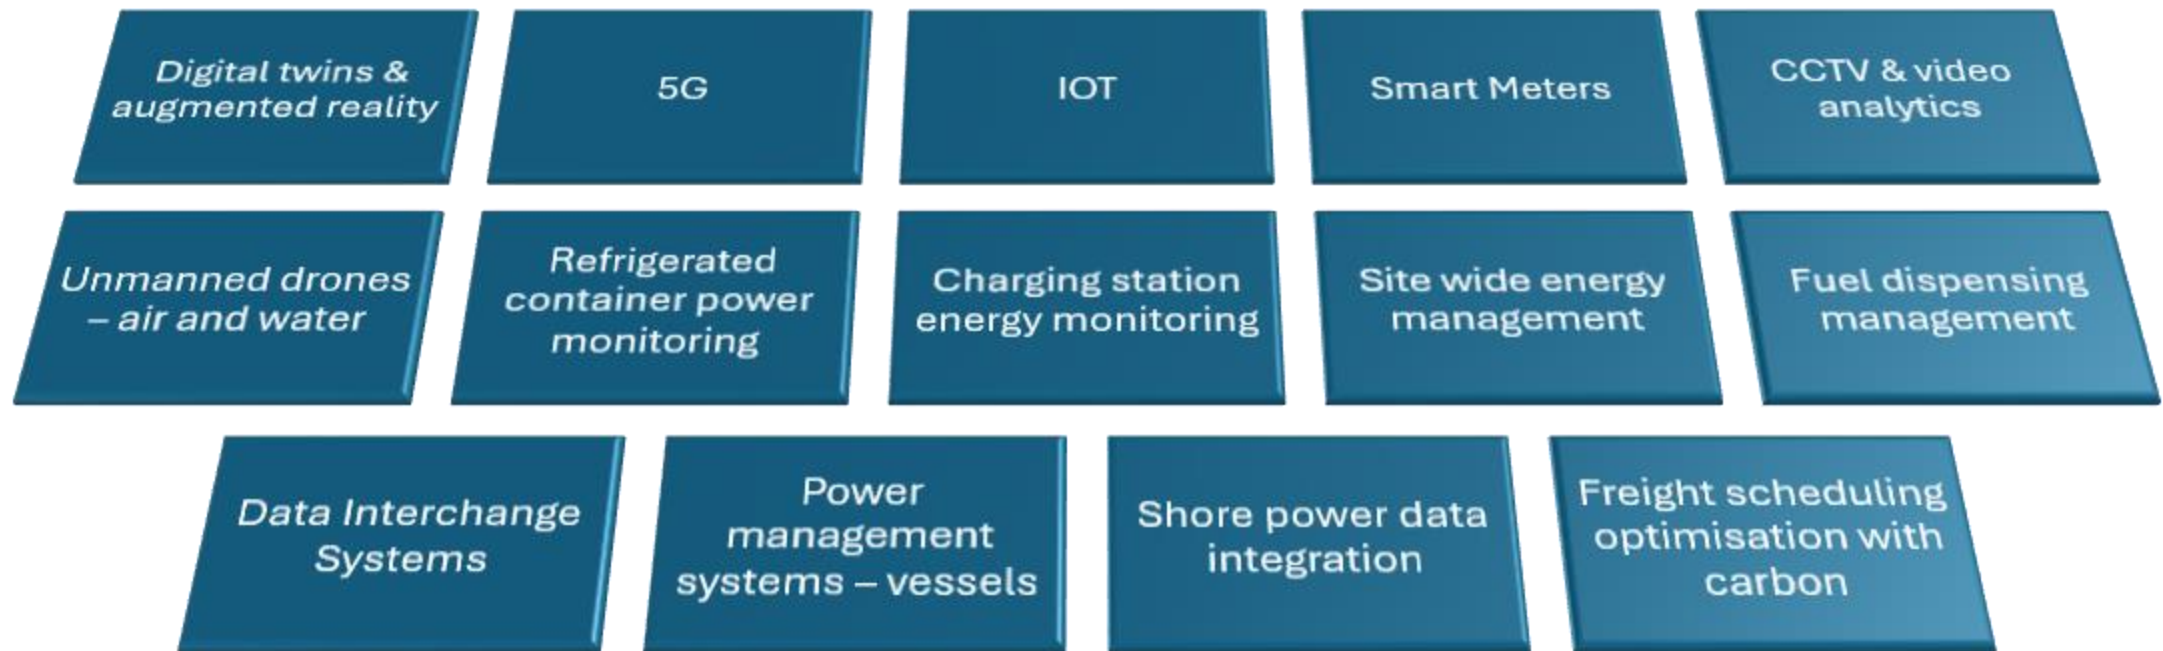 Digital twins &
augmented reality
5G
IOT
Smart Meters
CCTV & video
analytics
Unmanned drones
– air and water
Refrigerated
container power
monitoring
Charging station
energy monitoring
Site wide energy
management
Fuel dispensing
management
Data Interchange
Systems
Power
management
systems – vessels
Shore power data
integration
Freight scheduling
optimisation with
carbon